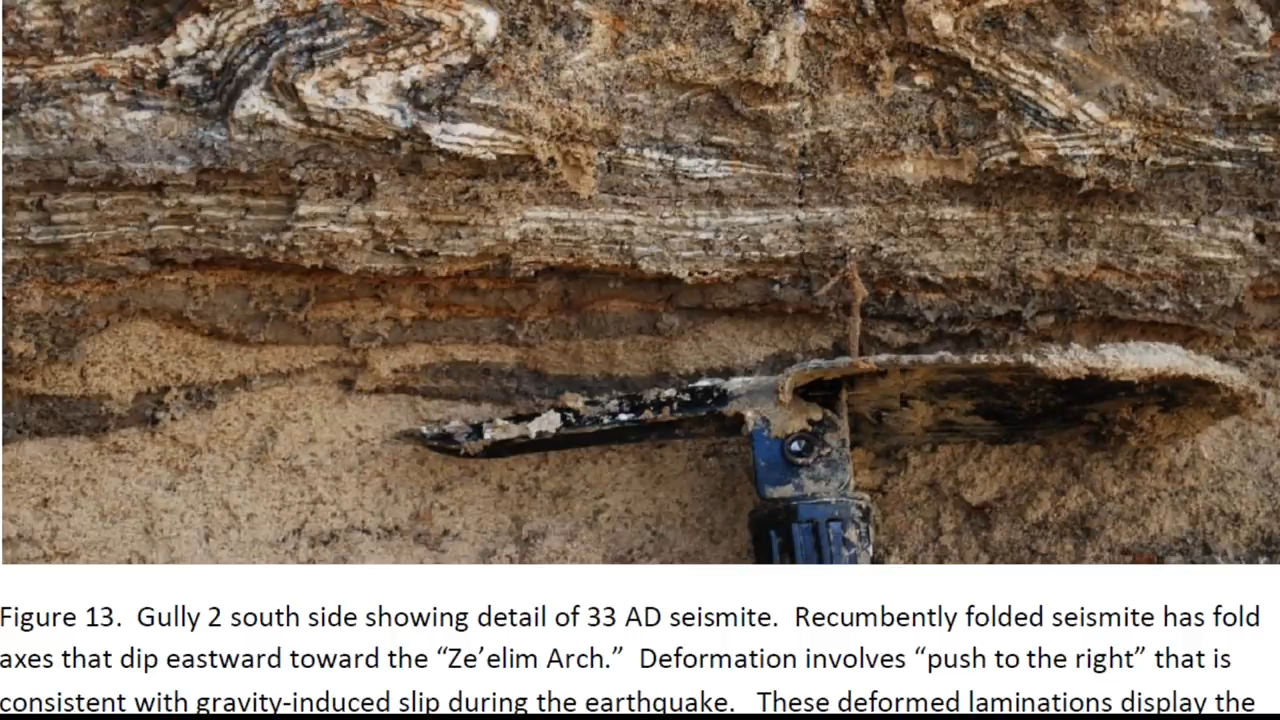 Figure 13.  Gully 2 south side showing detail of 33 AD seismite.  Recumbently folded seismite has fold
axes that dip eastward toward the “Ze’elim Arch.”  Deformation involves “push to the right” that is
consistent with gravity-induced slip during the earthquake.   These deformed laminations display the